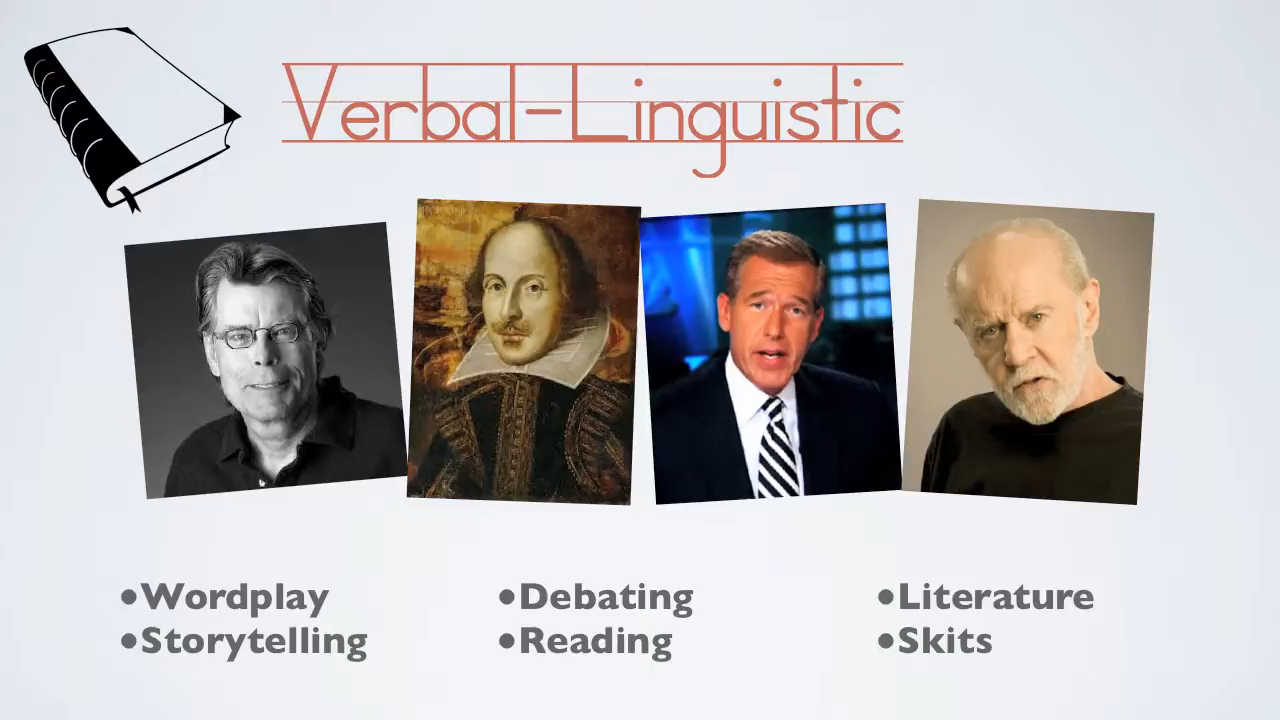 Verbal-Linguistic
•Wordplay
•Storytelling
•Debating
•Reading
•Literature
•Skits